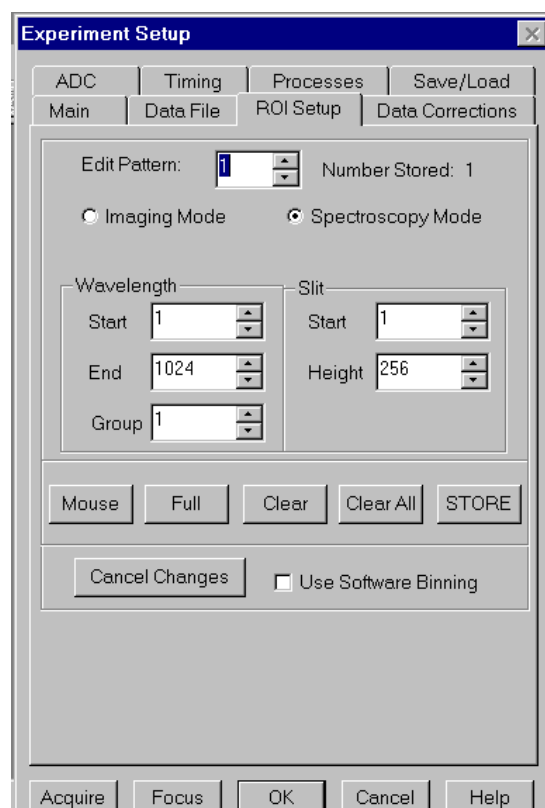 Experiment Setup
ADC Timing Processes Save/Load
Main Data File ROI Setup Data Corrections
Edit Pattern: 1 Number Stored: 1
Imaging Mode Spectroscopy Mode
Wavelength Slit
Start 1 Start 1
End 1024 Height 256
Group 1
Mouse Full Clear Clear All STORE
Cancel Changes Use Software Binning
Acquire Focus OK Cancel Help